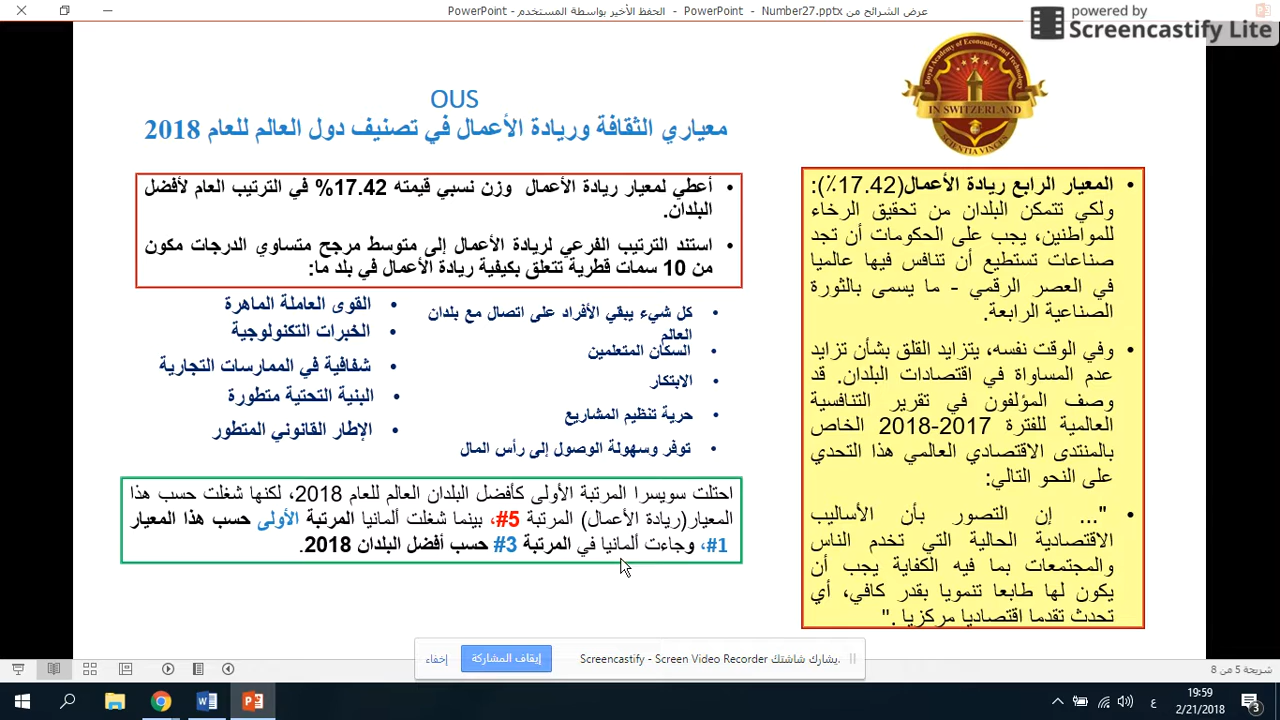 عرض الشرائح من PowerPoint - Number27.pptx - الحفظ الأخير بواسطة المستخدم - PowerPoint
powered by
Screencastify Lite
Royal Academy of Economics and Technology
IN SWITZERLAND
SCIENTIA VINCES
OUS
معياري الثقافة وريادة الأعمال في تصنيف دول العالم للعام 2018
• المعيار الرابع ريادة الأعمال(17.42٪):
ولكي تتمكن البلدان من تحقيق الرخاء
للمواطنين، يجب على الحكومات أن تجد
صناعات تستطيع أن تنافس فيها عالميا
في العصر الرقمي - ما يسمى بالثورة
الصناعية الرابعة.
• وفي الوقت نفسه، يتزايد القلق بشأن تزايد
عدم المساواة في اقتصادات البلدان. قد
وصف المؤلفون في تقرير التنافسية
العالمية للفترة 2017-2018 الخاص
بالمنتدى الاقتصادي العالمي هذا التحدي
على النحو التالي:
• "... إن التصور بأن الأساليب
الاقتصادية الحالية التي تخدم الناس
والمجتمعات بما فيه الكفاية يجب أن
يكون لها طابعا تنمويا بقدر كافي، أي
تحدث تقدما اقتصاديا مركزيا ."
• أعطي لمعيار ريادة الأعمال وزن نسبي قيمته 17.42% في الترتيب العام لأفضل
البلدان.
• استند الترتيب الفرعي لريادة الأعمال إلى متوسط مرجح متساوي الدرجات مكون
من 10 سمات قطرية تتعلق بكيفية ريادة الأعمال في بلد ما:
• كل شيء يبقي الأفراد على اتصال مع بلدان
العالم
• السكان المتعلمين
• الابتكار
• حرية تنظيم المشاريع
• توفر وسهولة الوصول إلى رأس المال
• القوى العاملة الماهرة
• الخبرات التكنولوجية
• شفافية في الممارسات التجارية
• البنية التحتية متطورة
• الإطار القانوني المتطور
احتلت سويسرا المرتبة الأولى كأفضل البلدان العالم للعام 2018، لكنها شغلت حسب هذا
المعيار(ريادة الأعمال) المرتبة #5، بينما شغلت ألمانيا المرتبة الأولى حسب هذا المعيار
#1، وجاءت ألمانيا في المرتبة #3 حسب أفضل البلدان 2018.
Screencastify - Screen Video Recorder يشارك شاشتك.
إيقاف المشاركة
إخفاء
شريحة 5 من 8
ع
19:59
2/21/2018
3